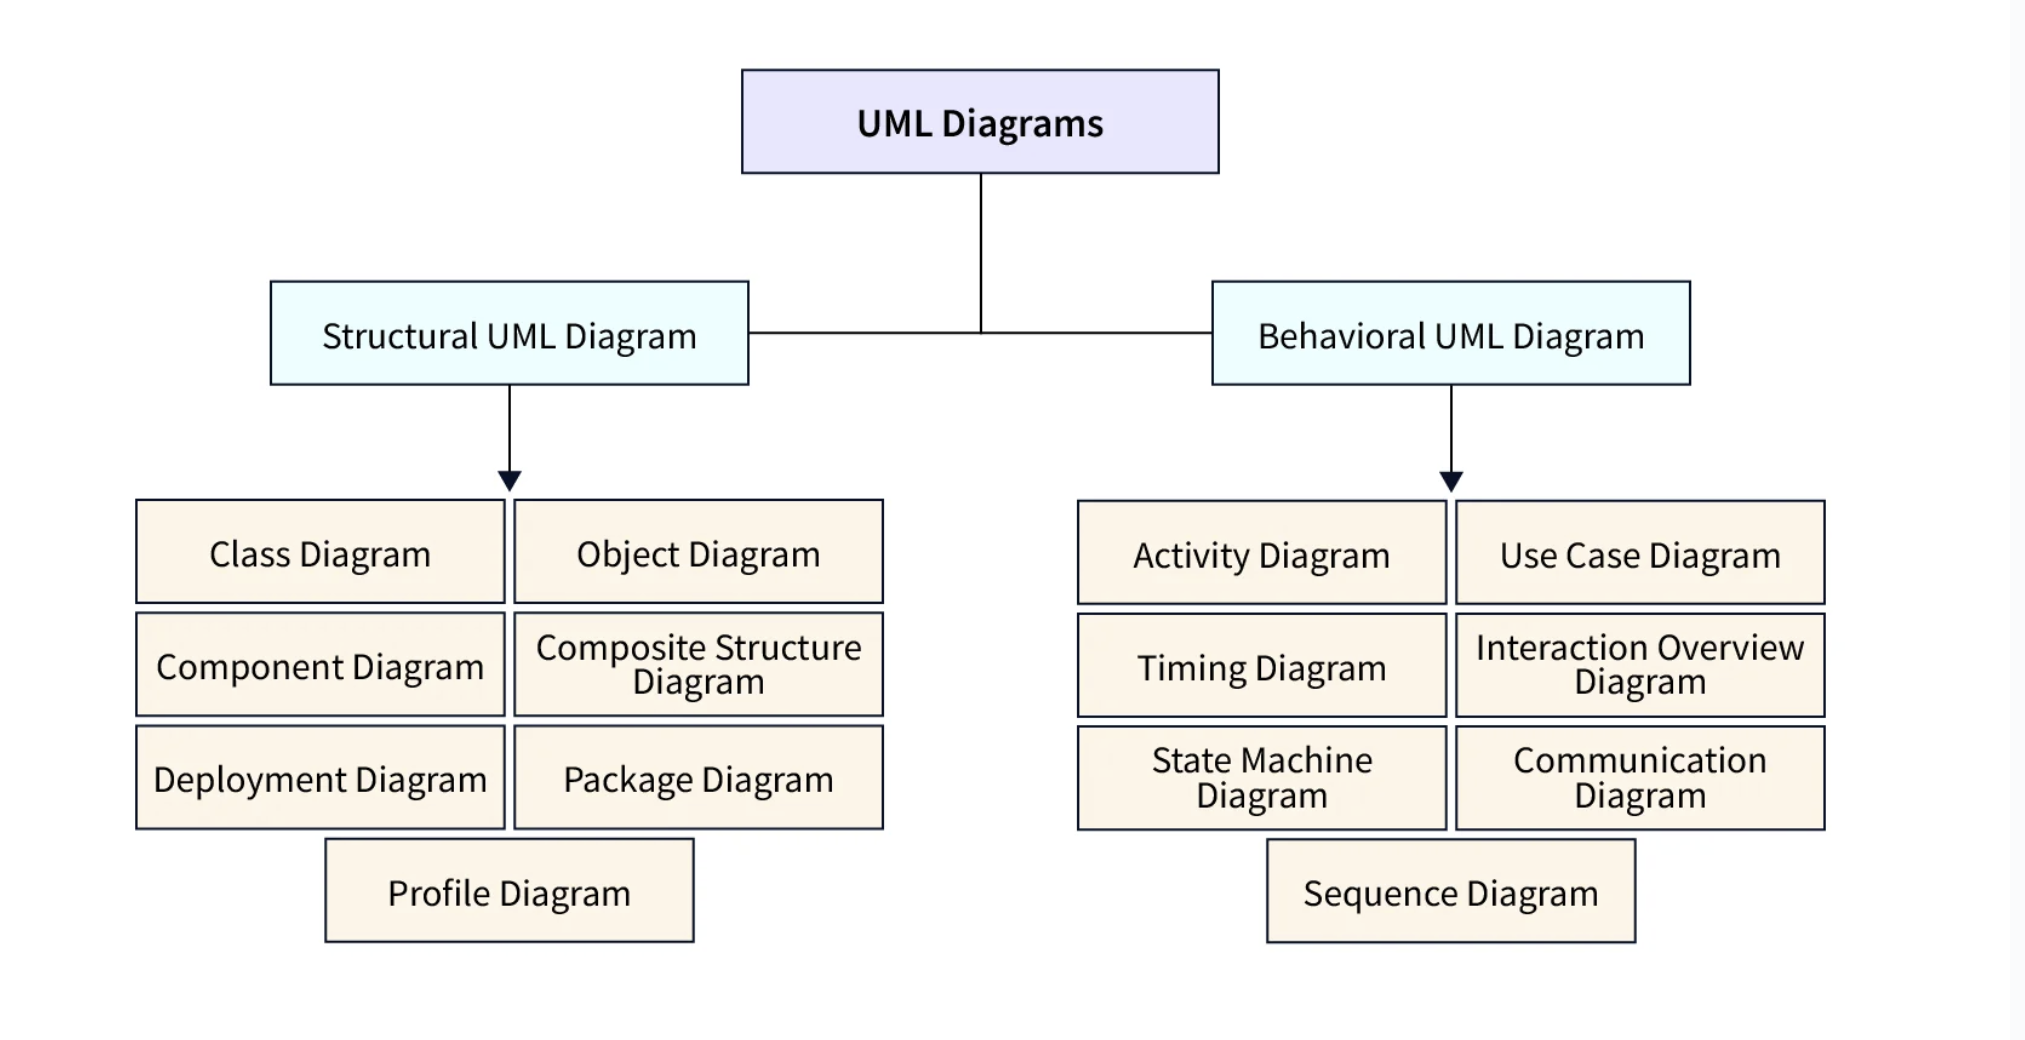 UML Diagrams
Structural UML Diagram
Behavioral UML Diagram
Class Diagram
Object Diagram
Component Diagram
Composite Structure
Diagram
Deployment Diagram
Package Diagram
Profile Diagram
Activity Diagram
Use Case Diagram
Timing Diagram
Interaction Overview
Diagram
State Machine
Diagram
Communication
Diagram
Sequence Diagram